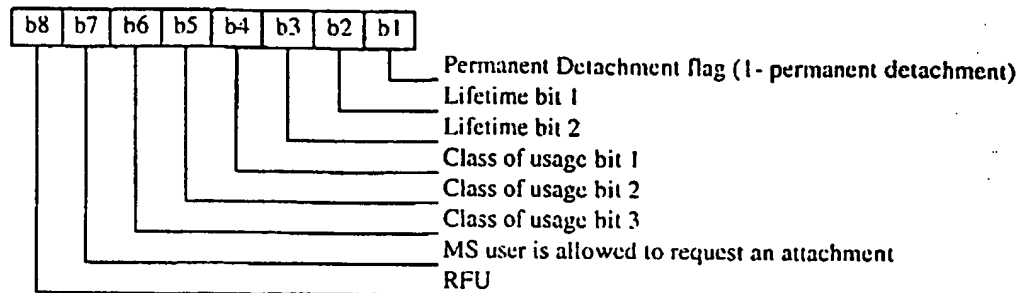 b8 b7 b6 b5 b4 b3 b2 b1
Permanent Detachment flag (1- permanent detachment)
Lifetime bit 1
Lifetime bit 2
Class of usage bit 1
Class of usage bit 2
Class of usage bit 3
MS user is allowed to request an attachment
RFU